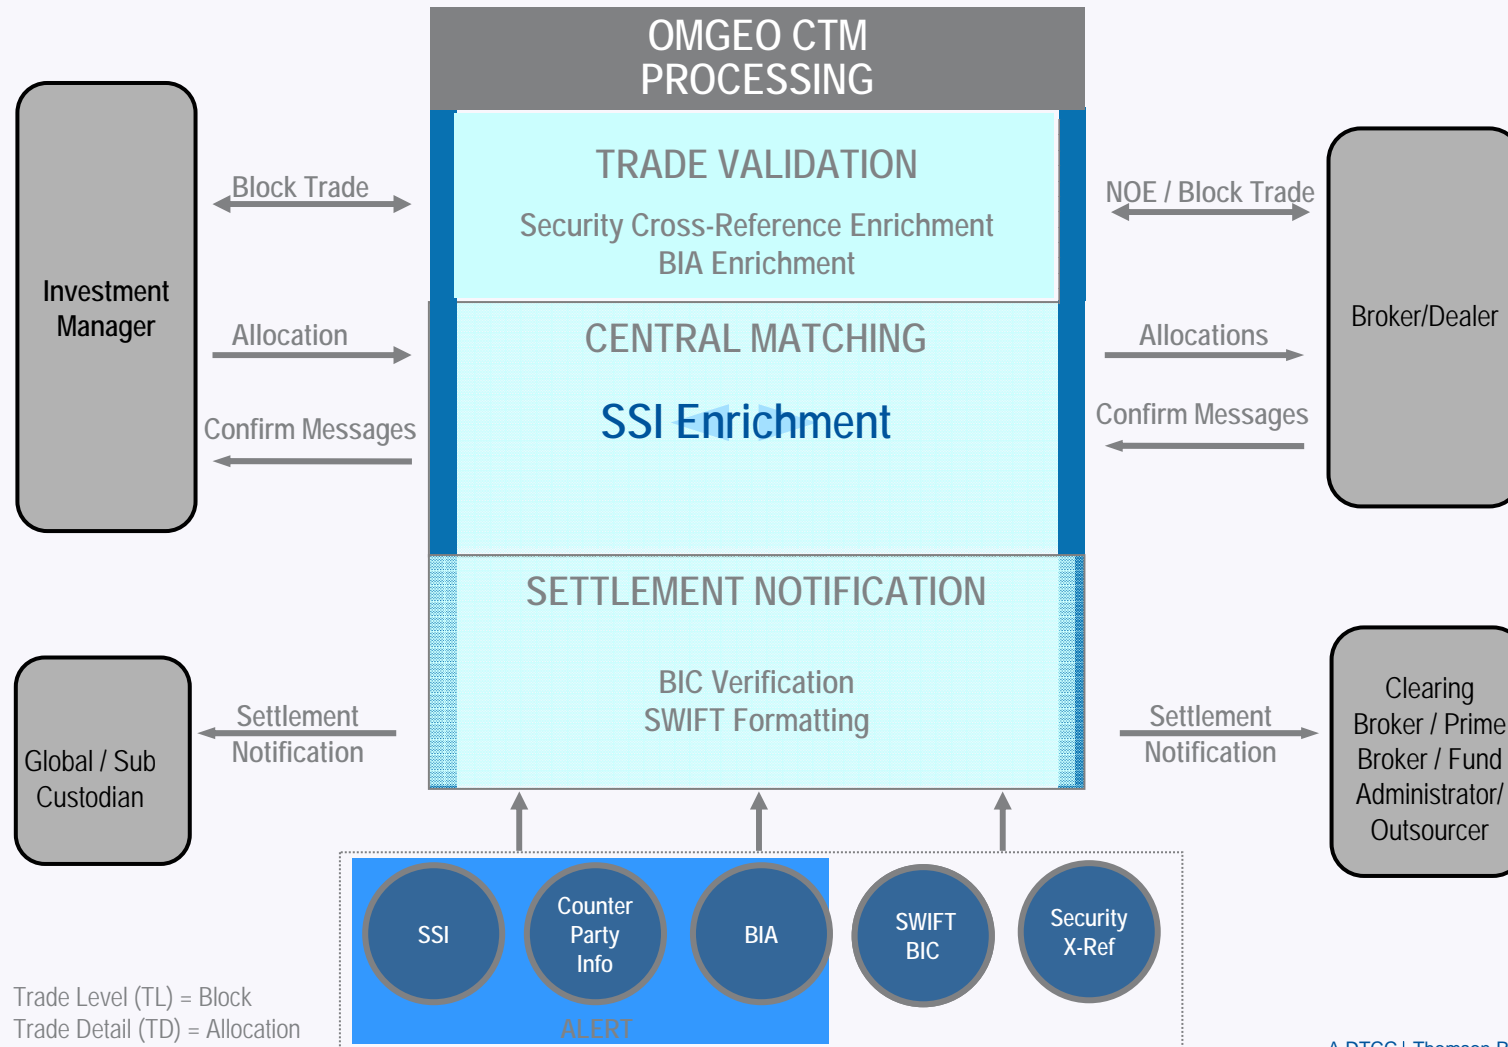 OMGEO CTM
PROCESSING
TRADE VALIDATION
Security Cross-Reference Enrichment
BIA Enrichment
Block Trade
NOE / Block Trade
Investment
Manager
Broker/Dealer
CENTRAL MATCHING
Allocation
Allocations
SSI Enrichment
Confirm Messages
Confirm Messages
SETTLEMENT NOTIFICATION
BIC Verification
SWIFT Formatting
Settlement
Notification
Settlement
Notification
Global / Sub
Custodian
Clearing
Broker / Prime
Broker / Fund
Administrator/
Outsourcer
SSI
Counter
Party
Info
BIA
SWIFT
BIC
Security
X-Ref
ALERT
Trade Level (TL) = Block
Trade Detail (TD) = Allocation
A DTCC | Thomson